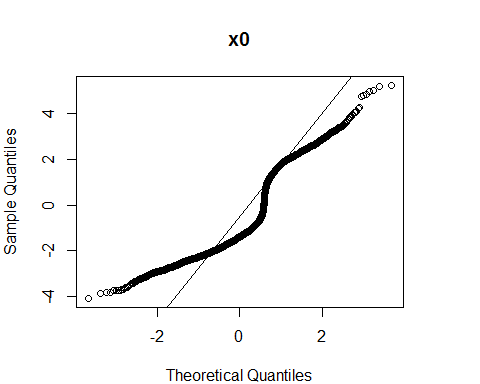 x0
Sample Quantiles
4
2
0
-2
-4
-2 0 2
Theoretical Quantiles